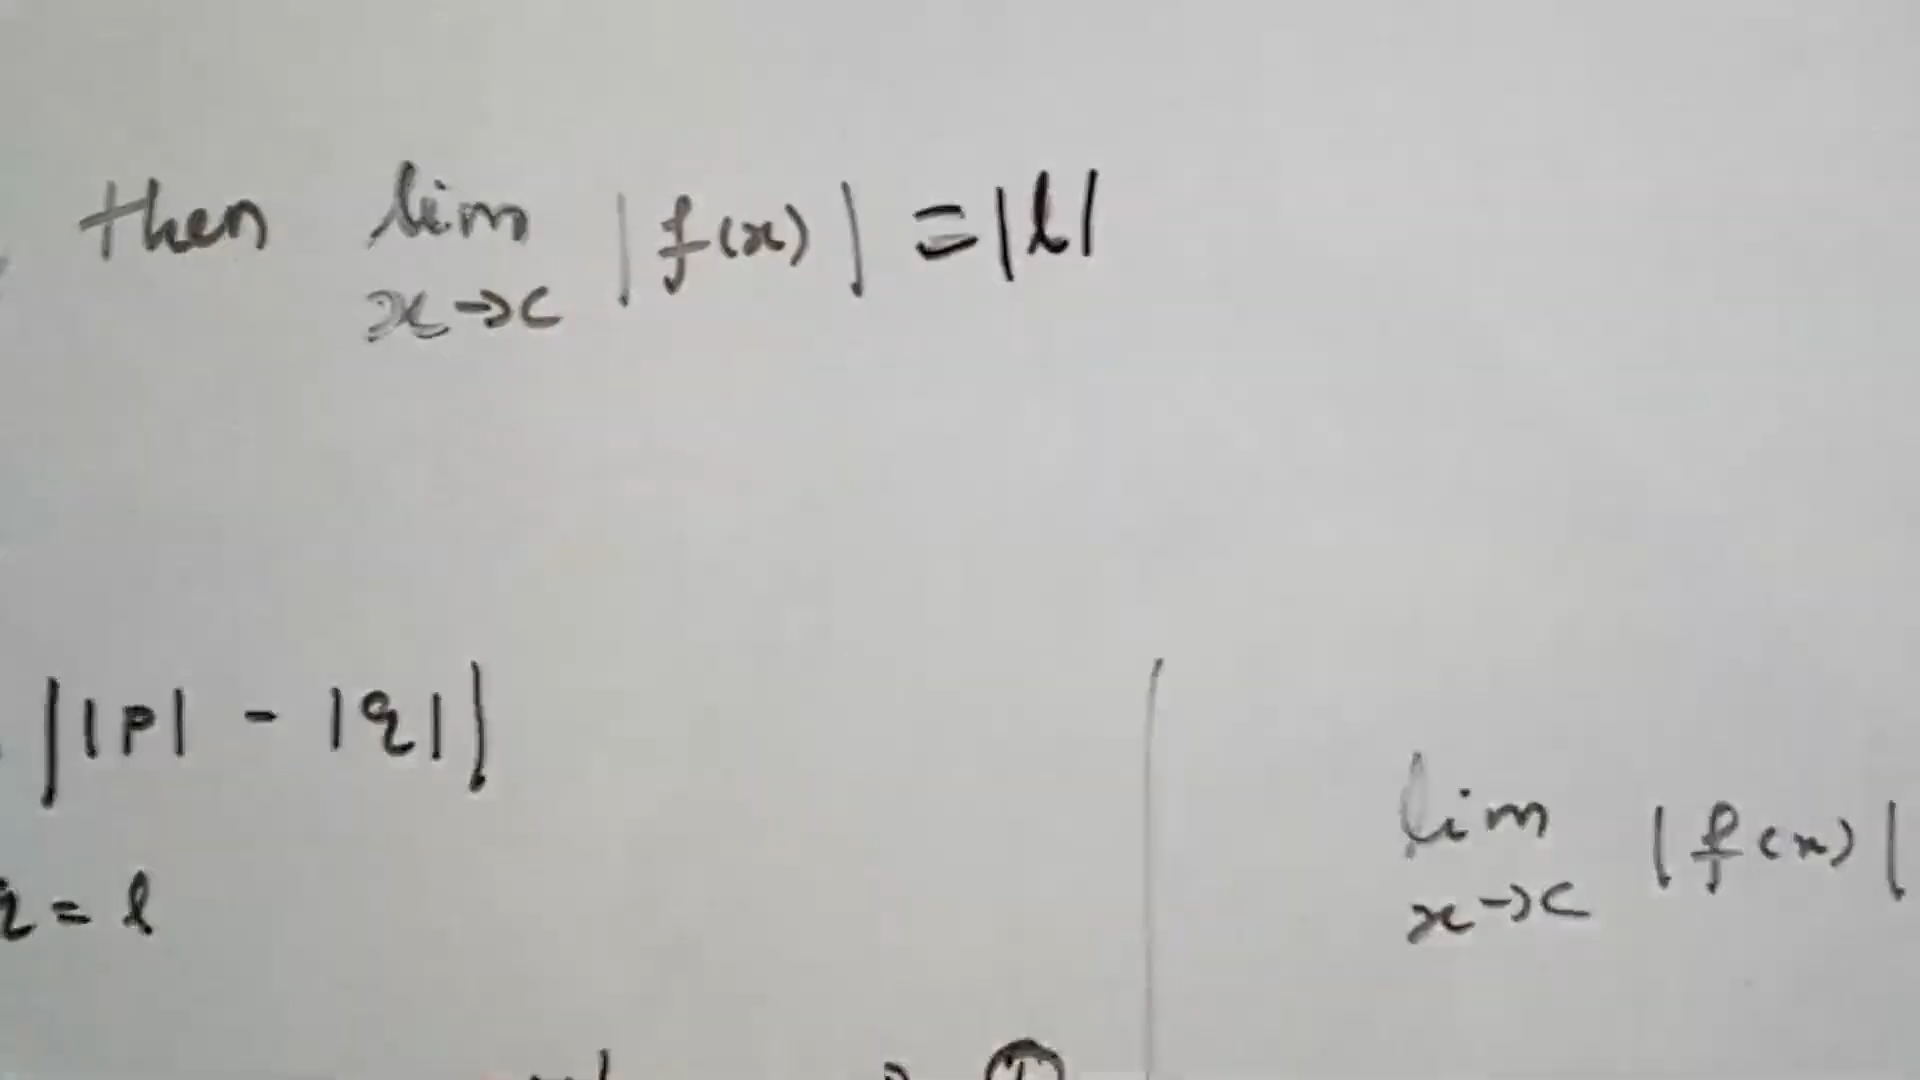 then lim |f(x)| = |l|
x→c
||P| - |q||
q = l
lim |f(x)|
x→c